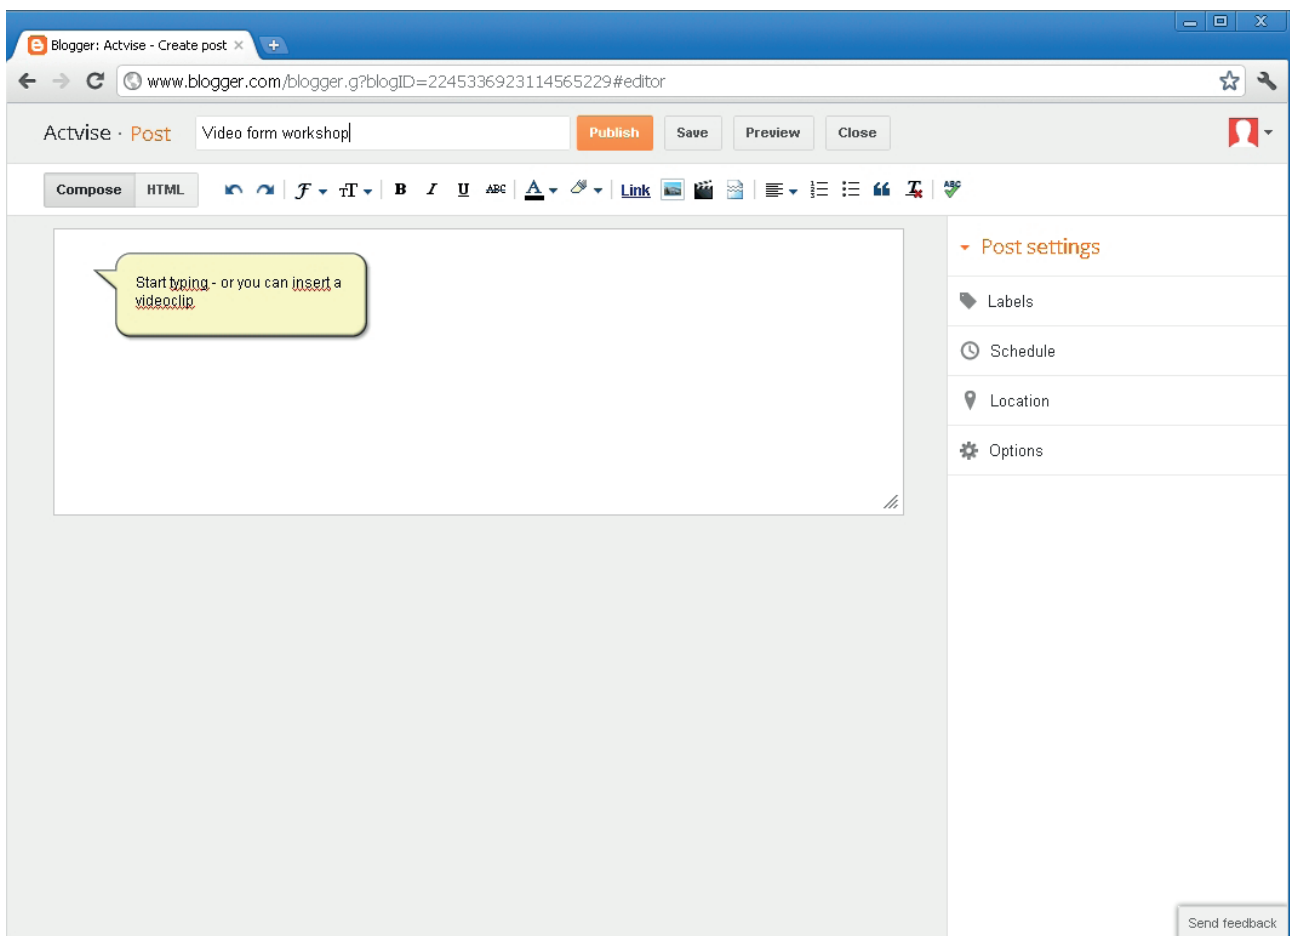 Blogger: Actvise - Create post
www.blogger.com/blogger.g?blogID=2245336923114565229#editor
Actvise · Post Video form workshop Publish Save Preview Close
Compose HTML F TT B I U ABC A Link ABC
Start typing - or you can insert a
videoclip
Post settings
Labels
Schedule
Location
Options
Send feedback